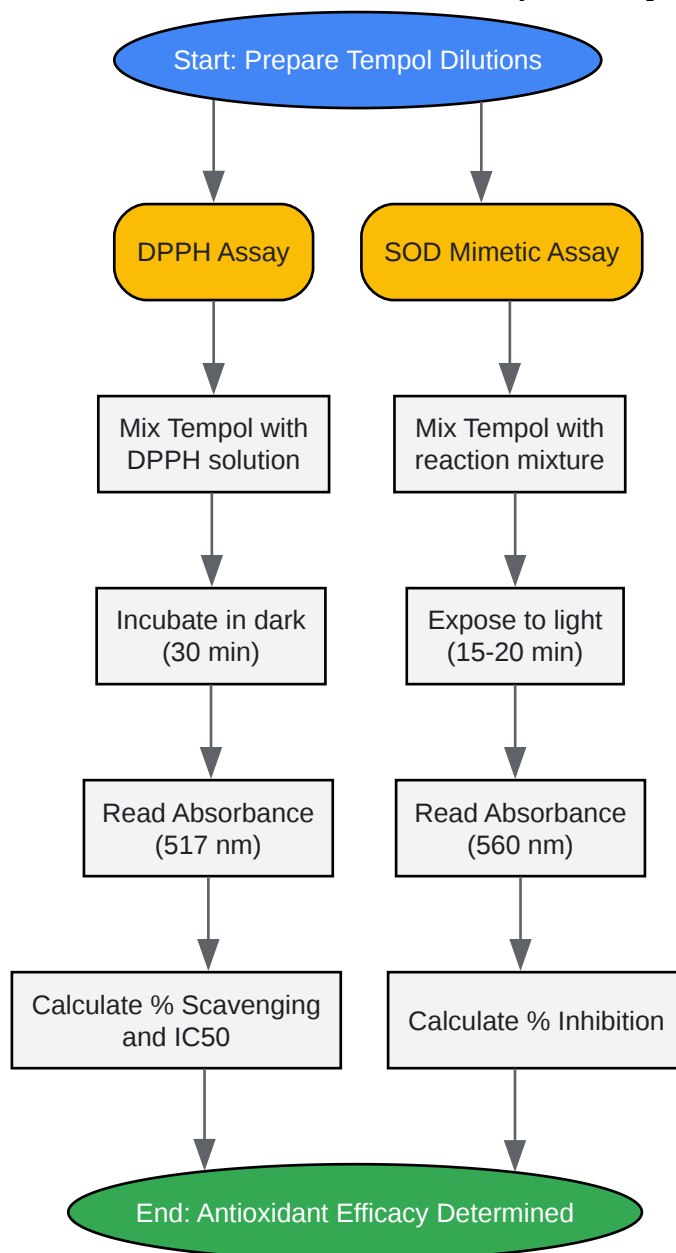 Start: Prepare Tempol Dilutions
DPPH Assay
SOD Mimetic Assay
Mix Tempol with
DPPH solution
Mix Tempol with
reaction mixture
Incubate in dark
(30 min)
Expose to light
(15-20 min)
Read Absorbance
(517 nm)
Read Absorbance
(560 nm)
Calculate % Scavenging
and IC50
Calculate % Inhibition
End: Antioxidant Efficacy Determined